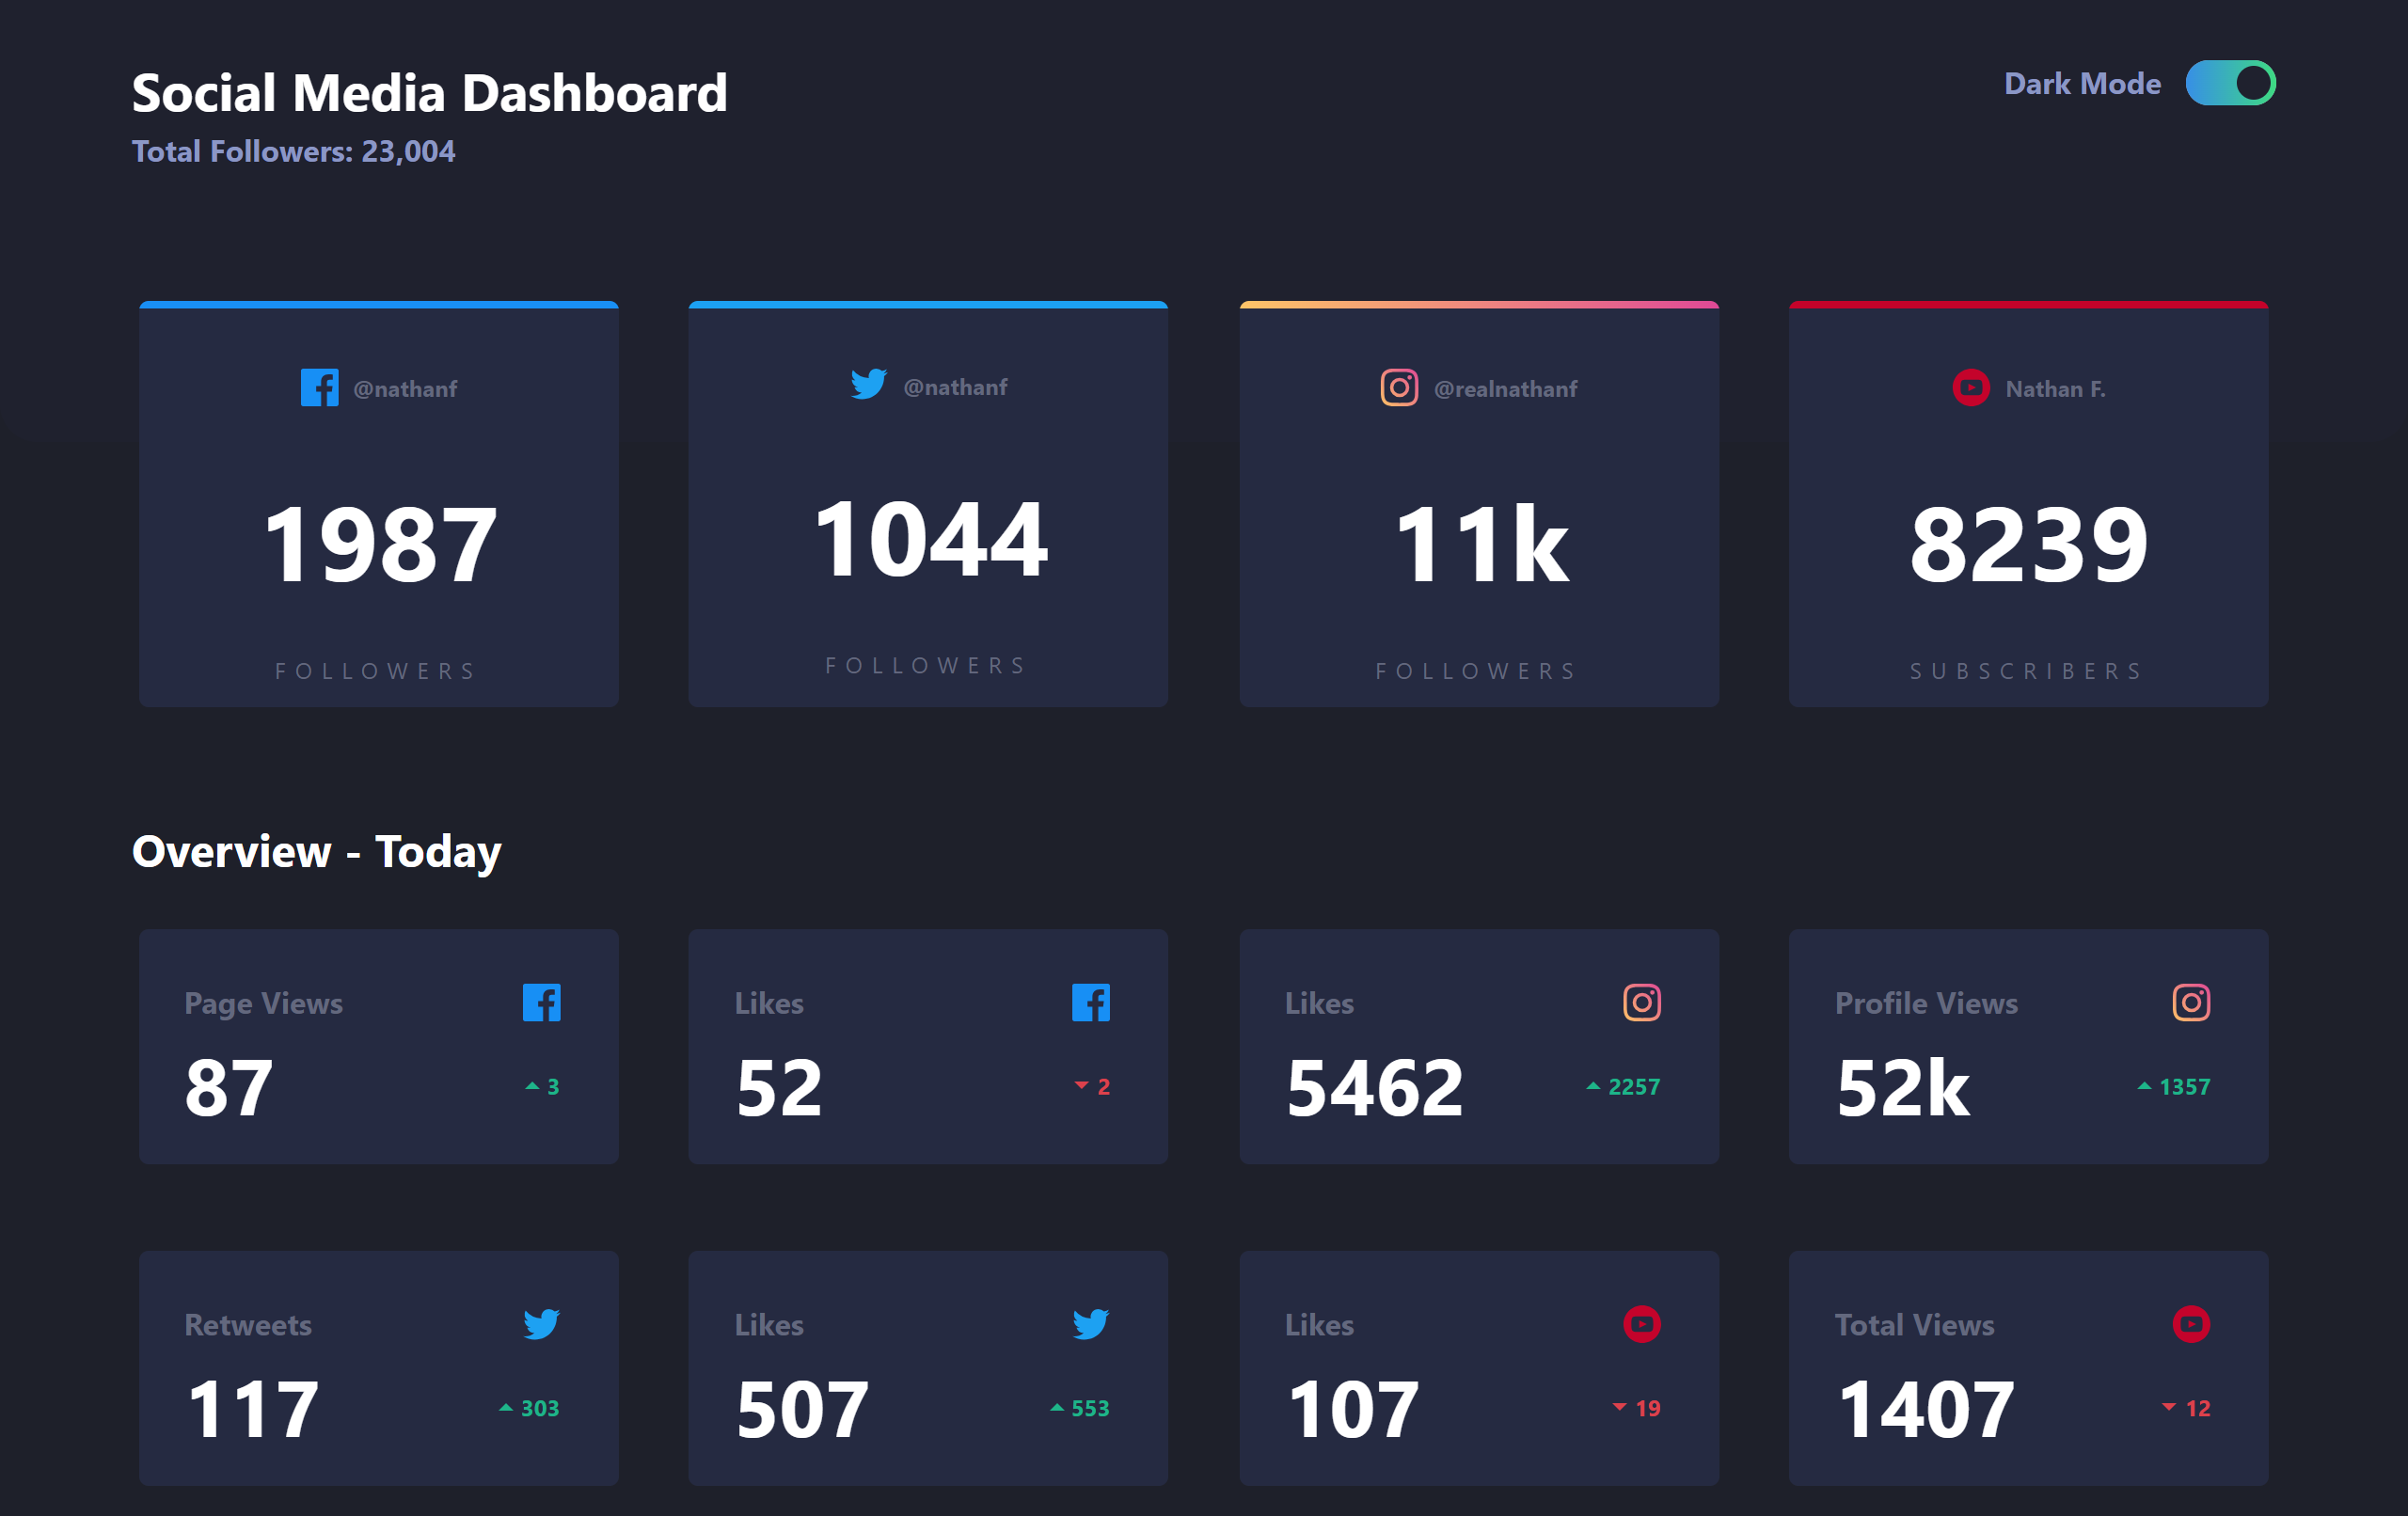 Social Media Dashboard
Dark Mode
Total Followers: 23,004
@nathanf
1987
FOLLOWERS
@nathanf
1044
FOLLOWERS
@realnathanf
11k
FOLLOWERS
Nathan F.
8239
SUBSCRIBERS
Overview - Today
Page Views
87
3
Likes
52
2
Likes
5462
2257
Profile Views
52k
1357
Retweets
117
303
Likes
507
553
Likes
107
19
Total Views
1407
12